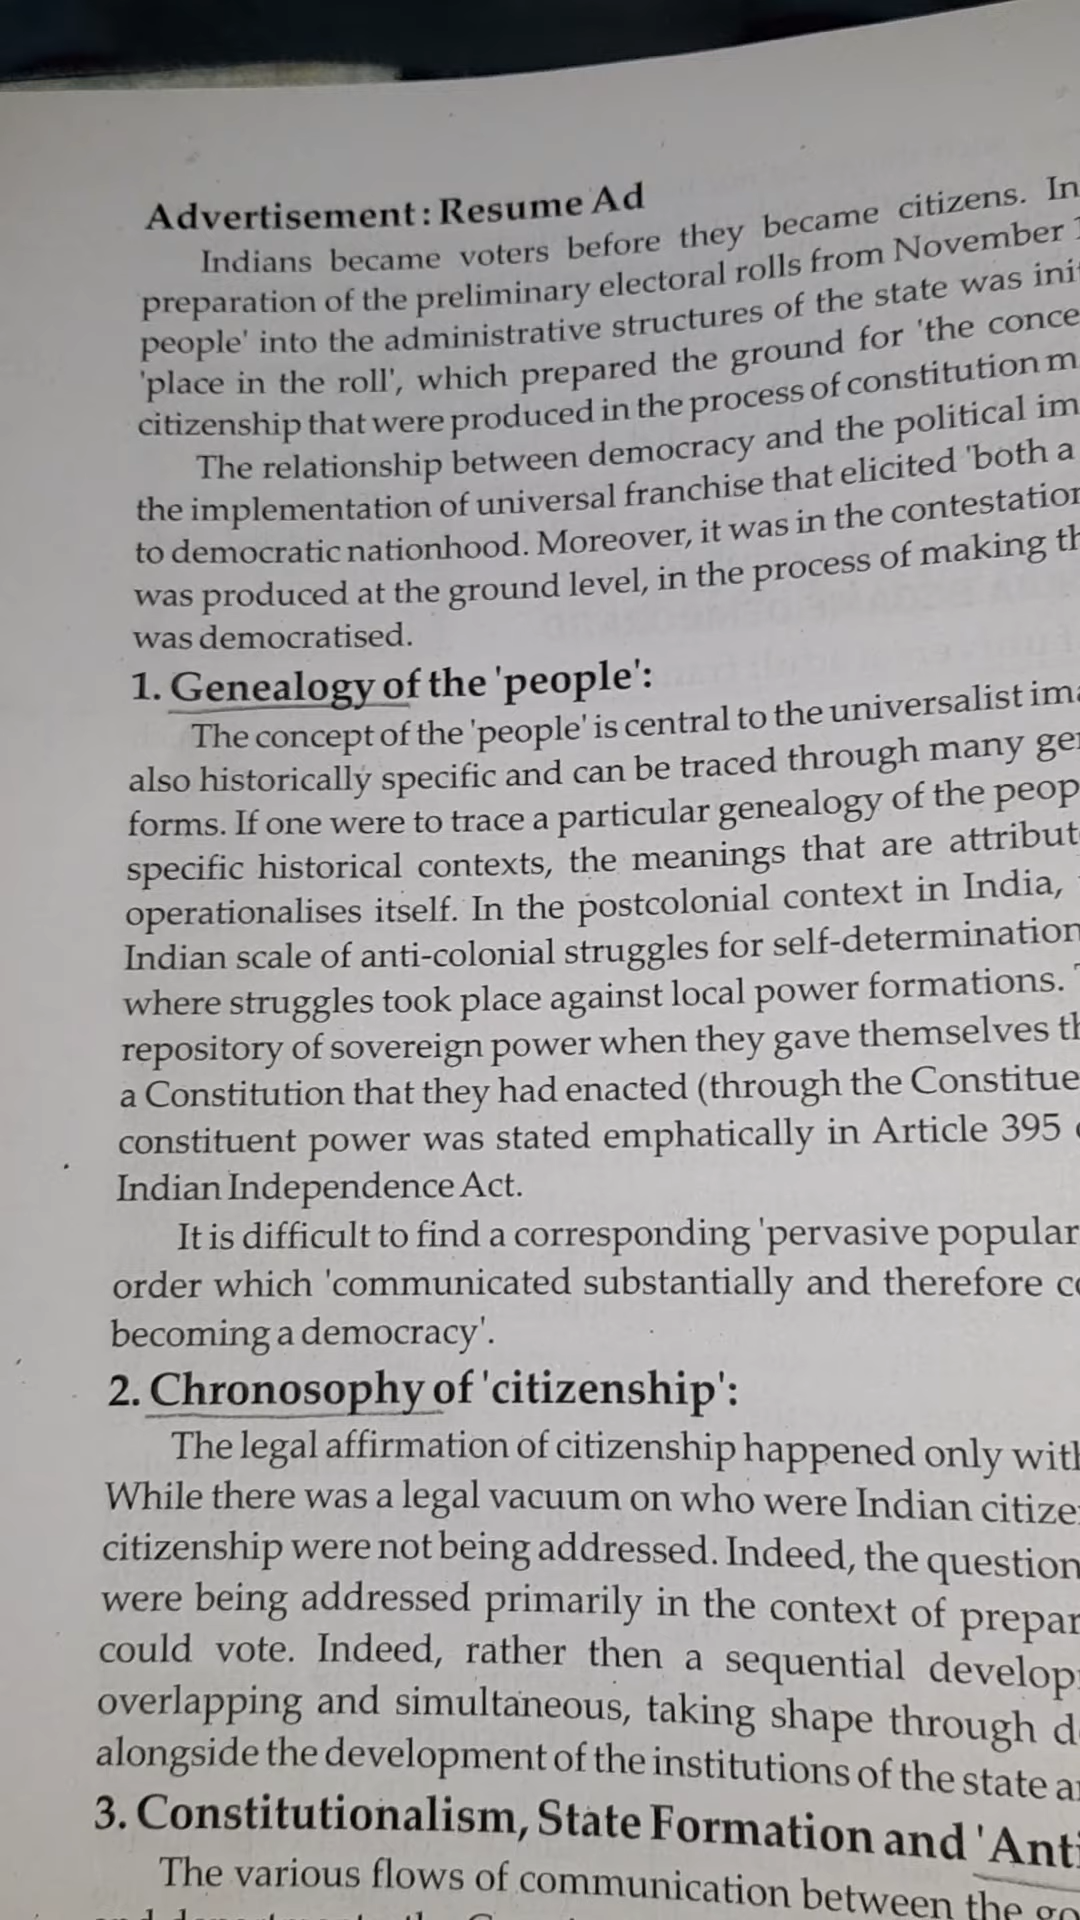 Advertisement : Resume Ad
Indians became voters before they became citizens. In
preparation of the preliminary electoral rolls from November
people' into the administrative structures of the state was
'place in the roll', which prepared the ground for 'the
citizenship that were produced in the process of constitution
The relationship between democracy and the political
the implementation of universal franchise that elicited 'both a
to democratic nationhood. Moreover, it was in the
was produced at the ground level, in the process of making
was democratised.
1. Genealogy of the 'people':
The concept of the 'people' is central to the universalist
also historically specific and can be traced through many
forms. If one were to trace a particular genealogy of the
specific historical contexts, the meanings that are
operationalises itself. In the postcolonial context in India,
Indian scale of anti-colonial struggles for self-determination
where struggles took place against local power formations.
repository of sovereign power when they gave themselves
a Constitution that they had enacted (through the
constituent power was stated emphatically in Article 395
Indian Independence Act.
It is difficult to find a corresponding 'pervasive popular
order which 'communicated substantially and therefore
becoming a democracy'.
2. Chronosophy of 'citizenship':
The legal affirmation of citizenship happened only
While there was a legal vacuum on who were Indian
citizenship were not being addressed. Indeed, the question
were being addressed primarily in the context of
could vote. Indeed, rather then a sequential
overlapping and simultaneous, taking shape through
alongside the development of the institutions of the state
3. Constitutionalism, State Formation and
The various flows of communication between the